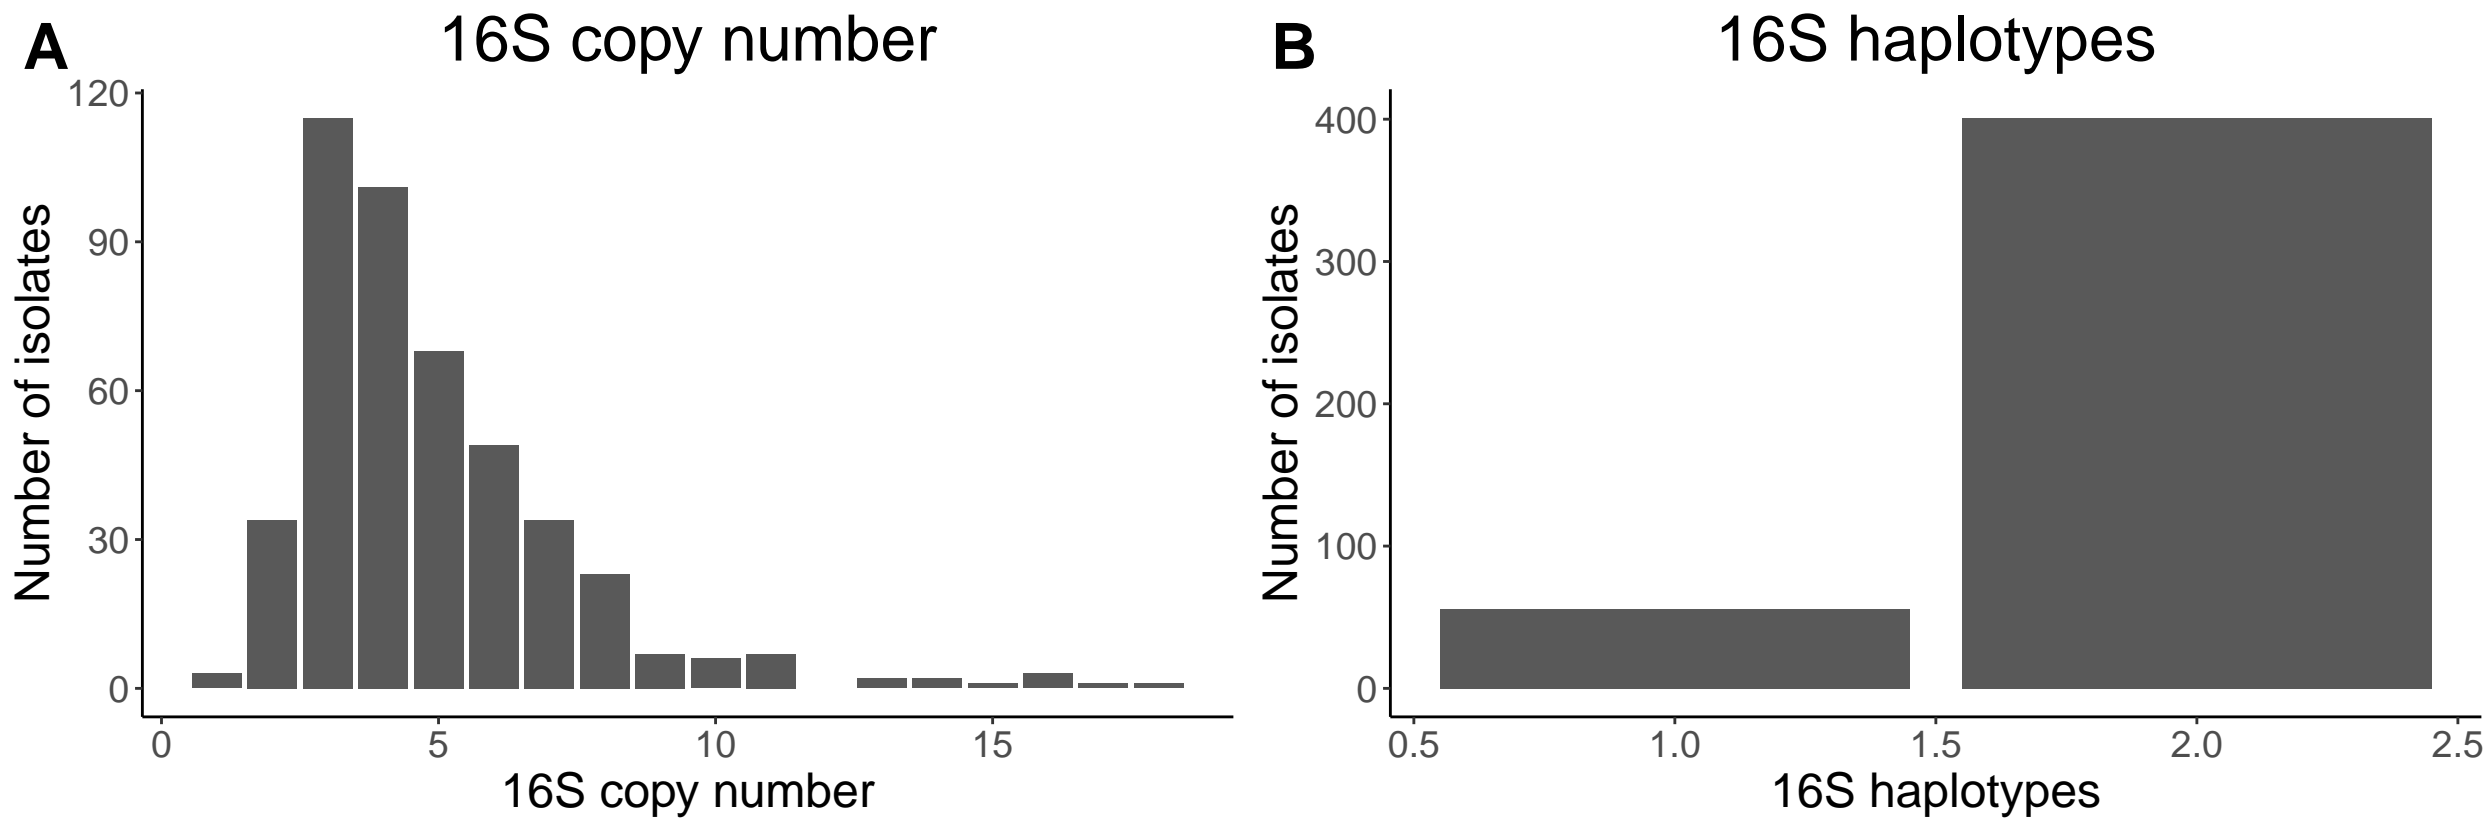 A
16S copy number
120
90
60
30
0
Number of isolates
0 5 10 15
16S copy number
B
16S haplotypes
400
300
200
100
0
Number of isolates
0.5 1.0 1.5 2.0 2.5
16S haplotypes